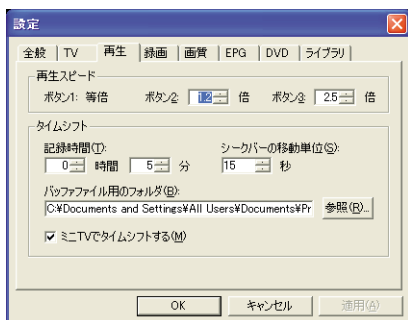 設定
全般 TV 再生 録画 画質 EPG DVD ライブラリ
再生スピード
ボタン1: 等倍 ボタン2: 1.2 倍 ボタン3: 2.5 倍
タイムシフト
記録時間(T): シークバーの移動単位(S):
0 時間 5 分 15 秒
バッファファイル用のフォルダ(B):
C:¥Documents and Settings¥All Users¥Documents¥Pr 参照(R)...
ミニTVでタイムシフトする(M)
OK キャンセル 適用(A)